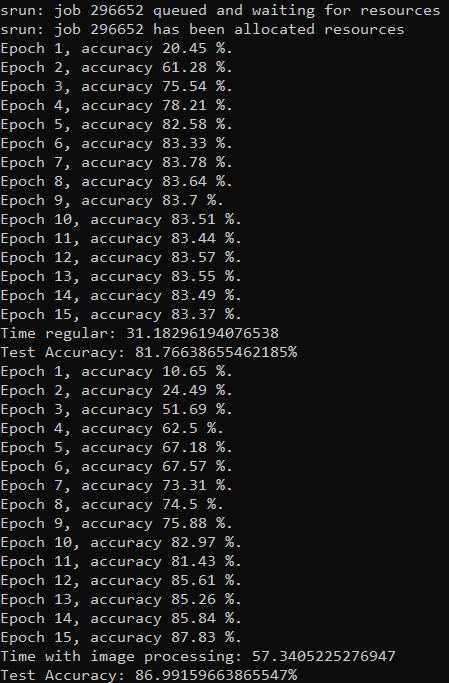 srun: job 296652 queued and waiting for resources
srun: job 296652 has been allocated resources
Epoch 1, accuracy 20.45 %.
Epoch 2, accuracy 61.28 %.
Epoch 3, accuracy 75.54 %.
Epoch 4, accuracy 78.21 %.
Epoch 5, accuracy 82.58 %.
Epoch 6, accuracy 83.33 %.
Epoch 7, accuracy 83.78 %.
Epoch 8, accuracy 83.64 %.
Epoch 9, accuracy 83.7 %.
Epoch 10, accuracy 83.51 %.
Epoch 11, accuracy 83.44 %.
Epoch 12, accuracy 83.57 %.
Epoch 13, accuracy 83.55 %.
Epoch 14, accuracy 83.49 %.
Epoch 15, accuracy 83.37 %.
Time regular: 31.18296194076538
Test Accuracy: 81.76638655462185%
Epoch 1, accuracy 10.65 %.
Epoch 2, accuracy 24.49 %.
Epoch 3, accuracy 51.69 %.
Epoch 4, accuracy 62.5 %.
Epoch 5, accuracy 67.18 %.
Epoch 6, accuracy 67.57 %.
Epoch 7, accuracy 73.31 %.
Epoch 8, accuracy 74.5 %.
Epoch 9, accuracy 75.88 %.
Epoch 10, accuracy 82.97 %.
Epoch 11, accuracy 81.43 %.
Epoch 12, accuracy 85.61 %.
Epoch 13, accuracy 85.26 %.
Epoch 14, accuracy 85.84 %.
Epoch 15, accuracy 87.83 %.
Time with image processing: 57.3405225276947
Test Accuracy: 86.99159663865547%